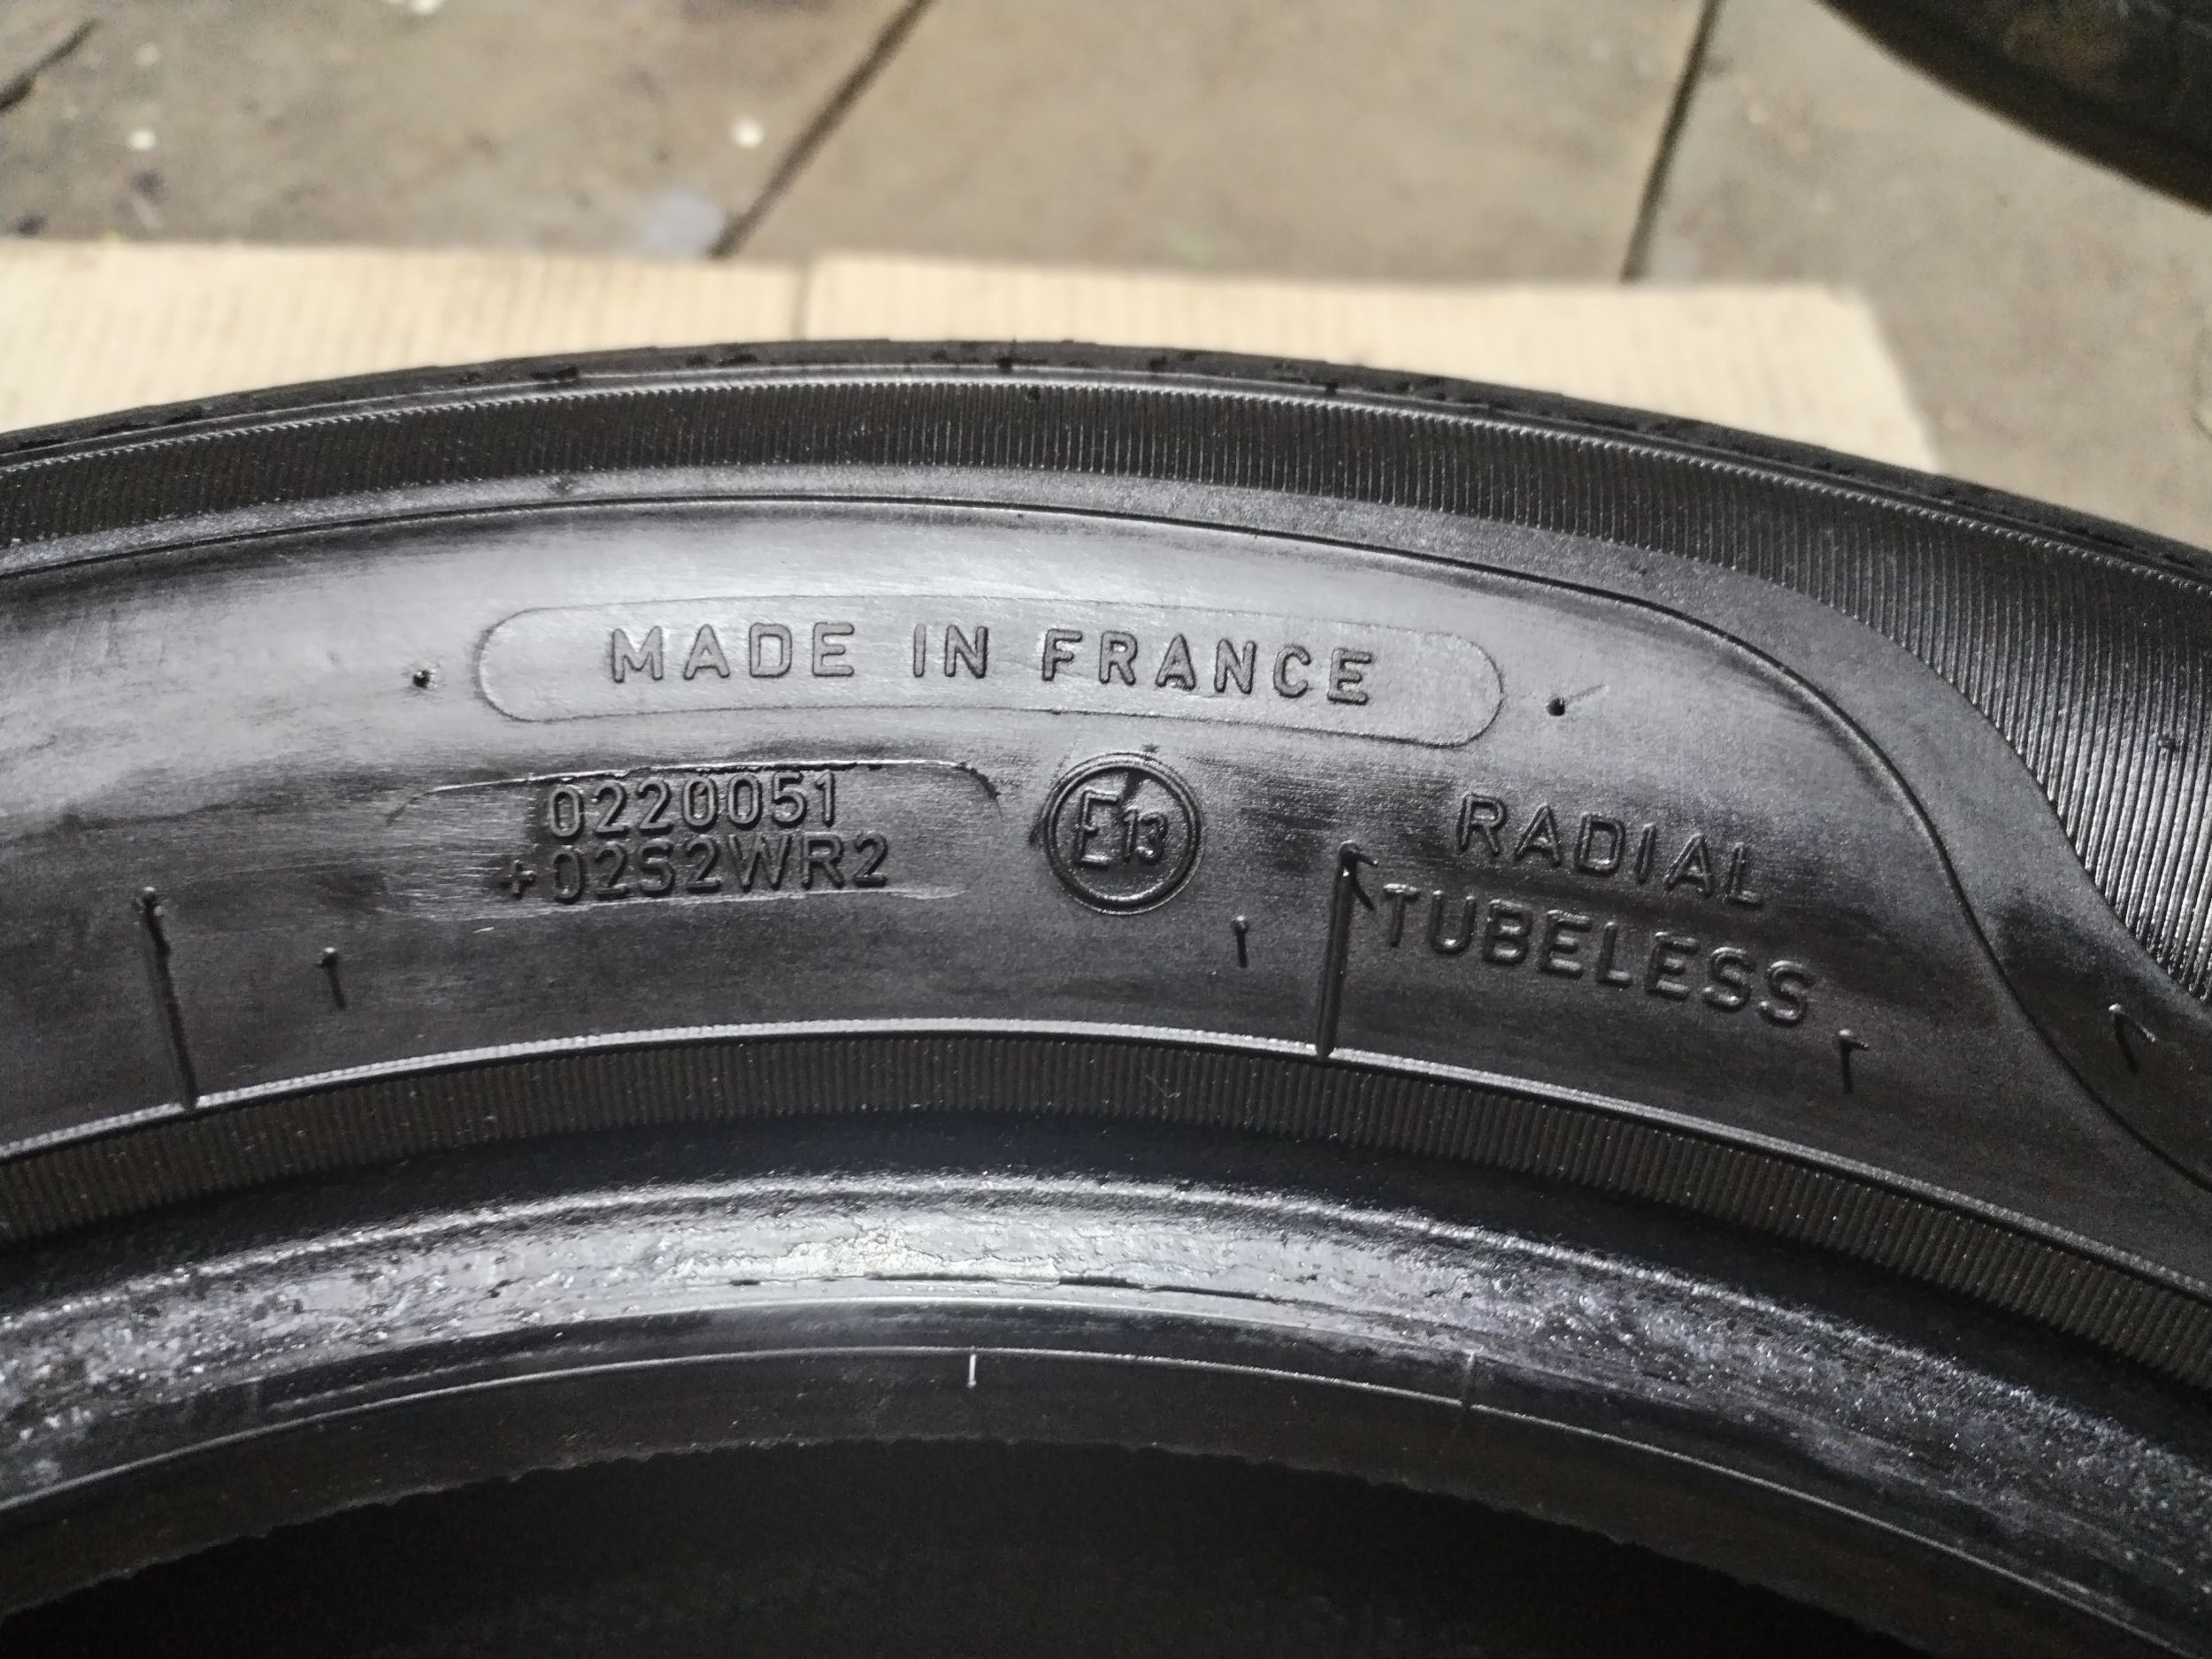 MADE IN FRANCE
0220051
+02S2WR2
E13
RADIAL
TUBELESS